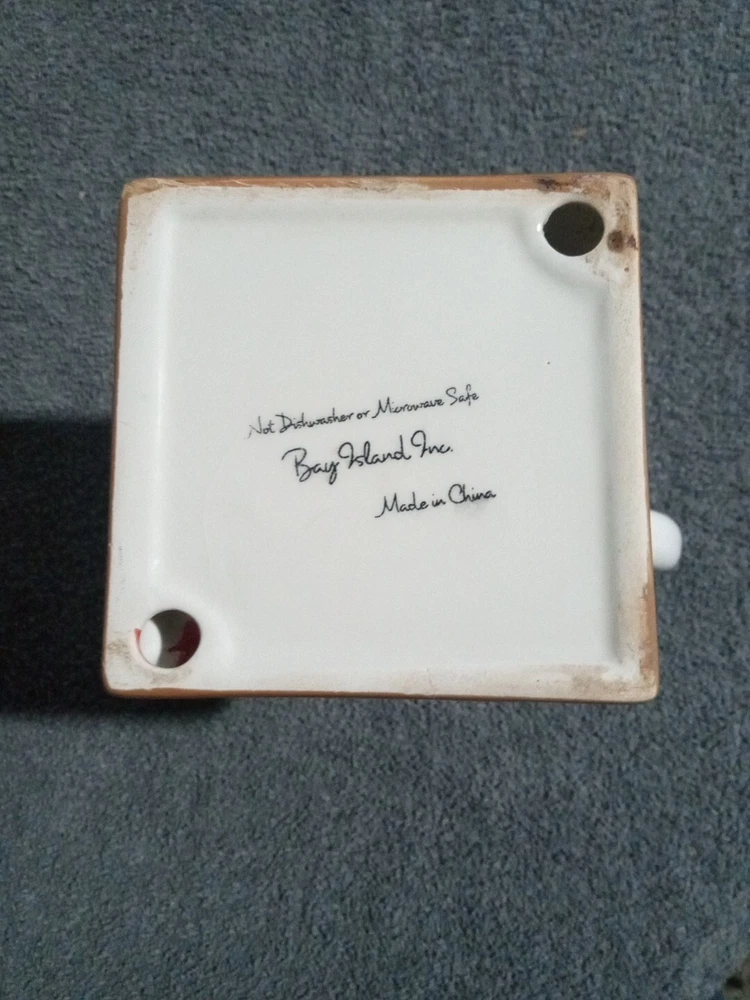 Not Dishwasher or Microwave Safe
Bay Island Inc.
Made in China